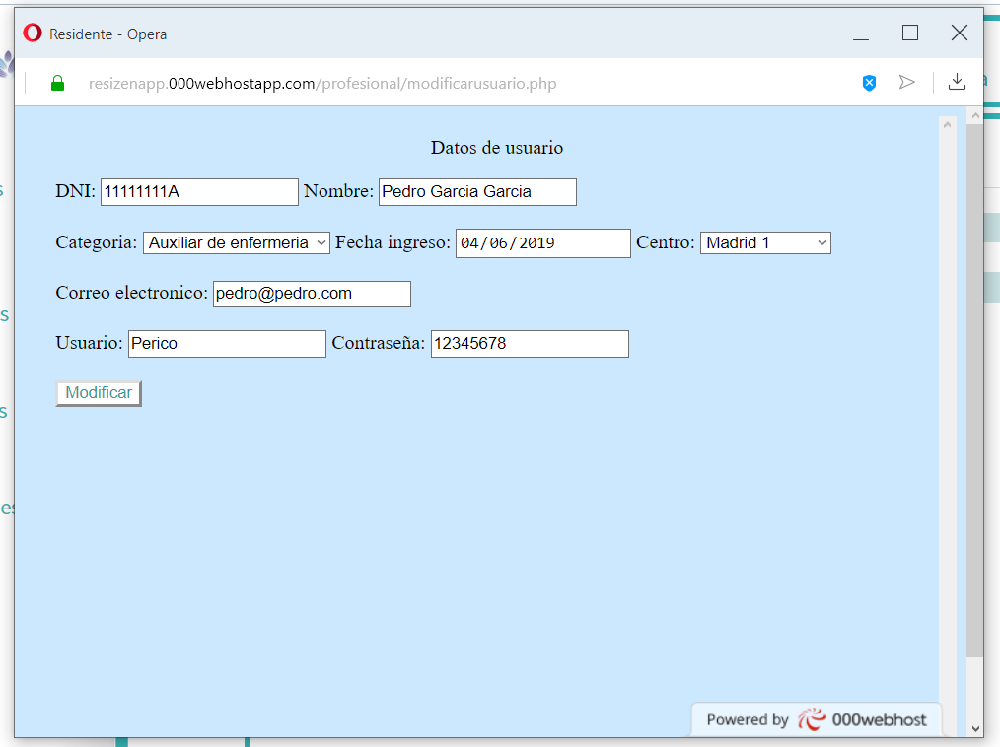 Residente - Opera
resizenapp.000webhostapp.com/profesional/modificarusuario.php
Datos de usuario
DNI: 11111111A Nombre: Pedro Garcia Garcia
Categoria: Auxiliar de enfermeria Fecha ingreso: 04/06/2019 Centro: Madrid 1
Correo electronico: pedro@pedro.com
Usuario: Perico Contraseña: 12345678
Modificar
Powered by 000webhost